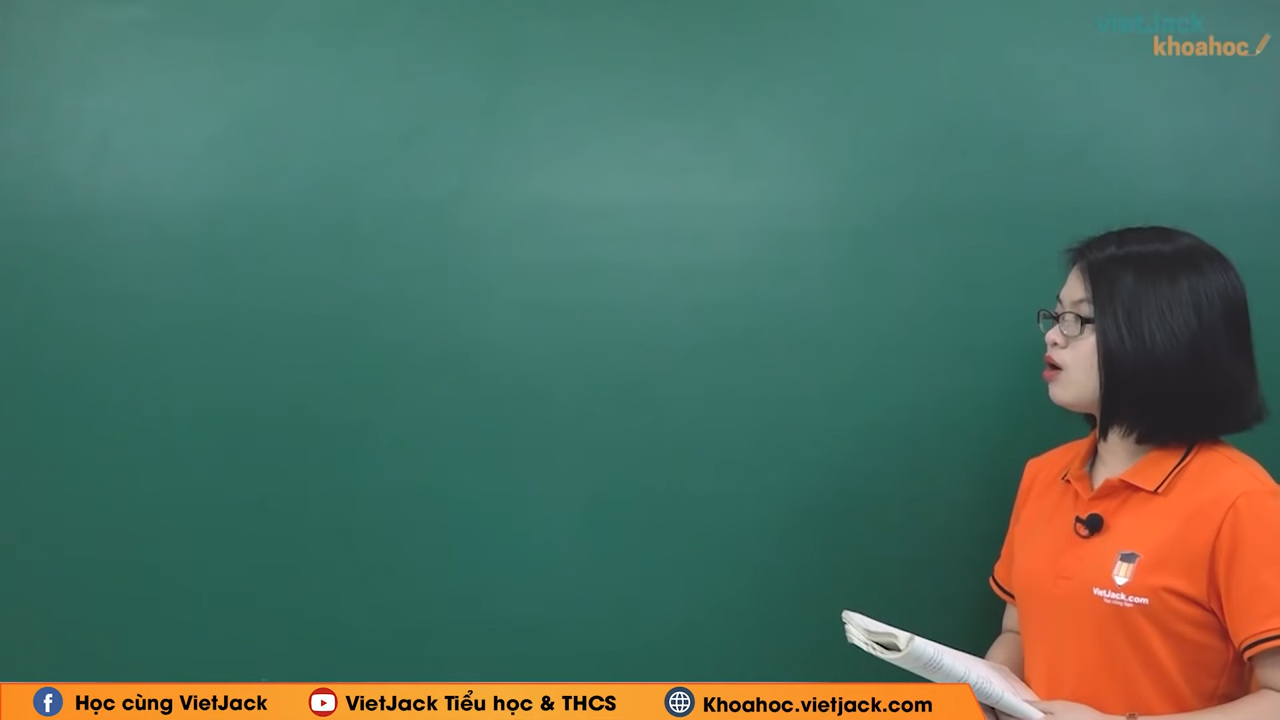 vietJack
khoahoc
VietJack.com
Học cùng VietJack
VietJack Tiểu học & THCS
Khoahoc.vietjack.com